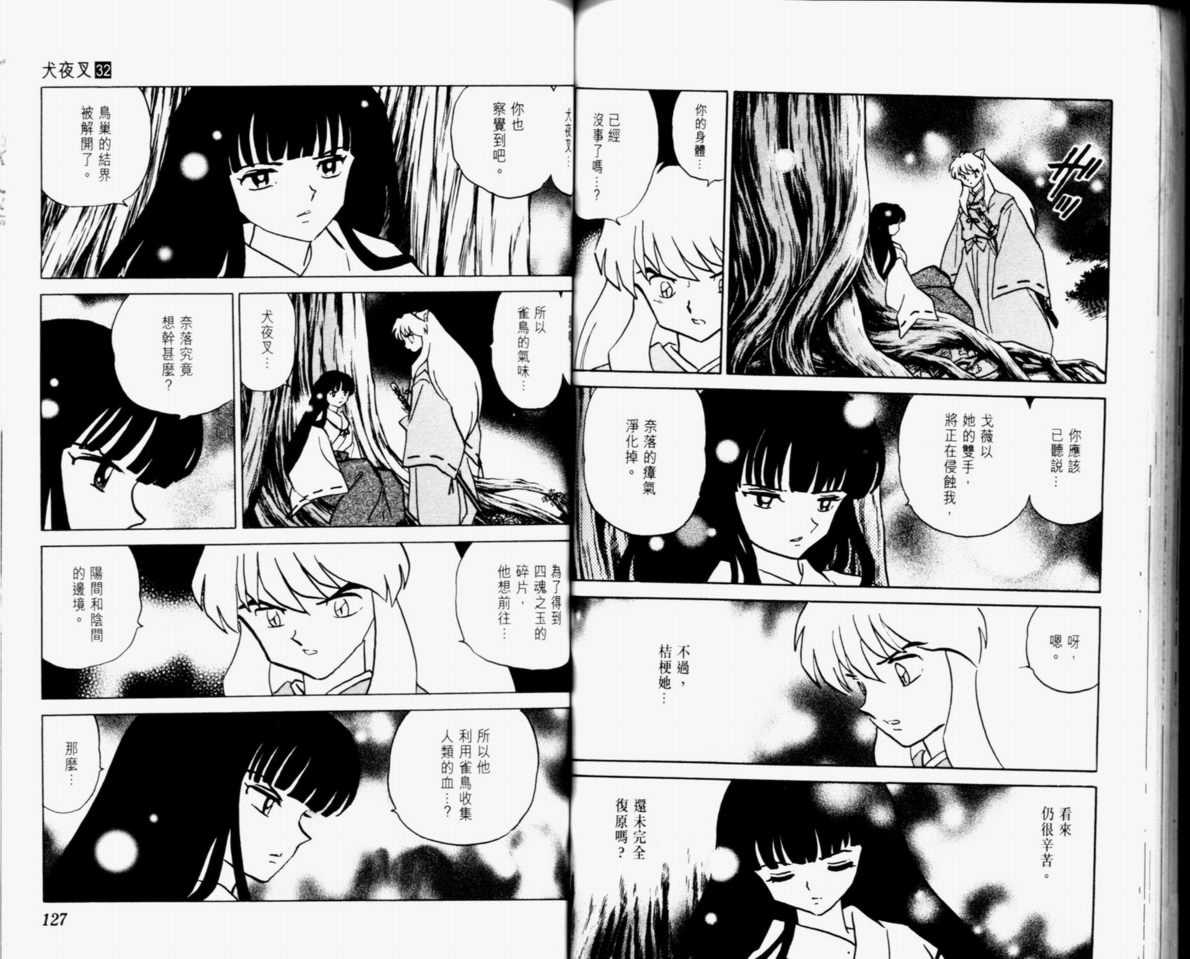 你的身體…
已經
沒事了嗎…?
你應該
已聽說…
戈薇以
她的雙手，
將正在侵蝕我，
奈落的瘴氣
淨化掉。
呀，
嗯。
不過，
桔梗她…
看來
仍很辛苦。
還未完全
復原嗎?
犬夜叉 32
犬夜叉…
你也
察覺到吧。
鳥巢的結界
被解開了。
所以
雀鳥的氣味…
犬夜叉…
奈落究竟
想幹甚麼?
為了得到
四魂之玉的
碎片，
他想前往…
陽間和陰間
的邊境。
所以他
利用雀鳥收集
人類的血…?
那麼…
127